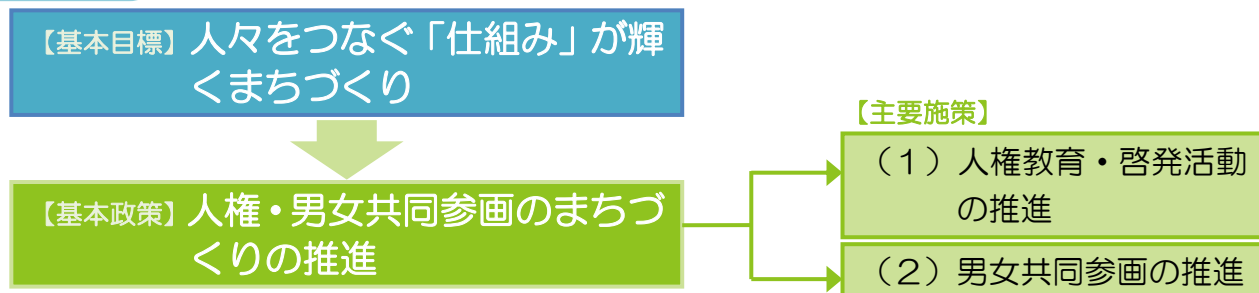 【基本目標】人々をつなぐ「仕組み」が輝
くまちづくり
【基本政策】人権・男女共同参画のまちづ
くりの推進
【主要施策】
（１）人権教育・啓発活動
の推進
（２）男女共同参画の推進